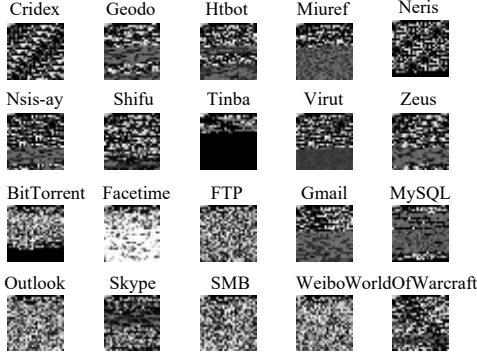 Cridex Geodo Htbot Miuref Neris
Nsis-ay Shifu Tinba Virut Zeus
BitTorrent Facetime FTP Gmail MySQL
Outlook Skype SMB WeiboWorldOfWarcraft